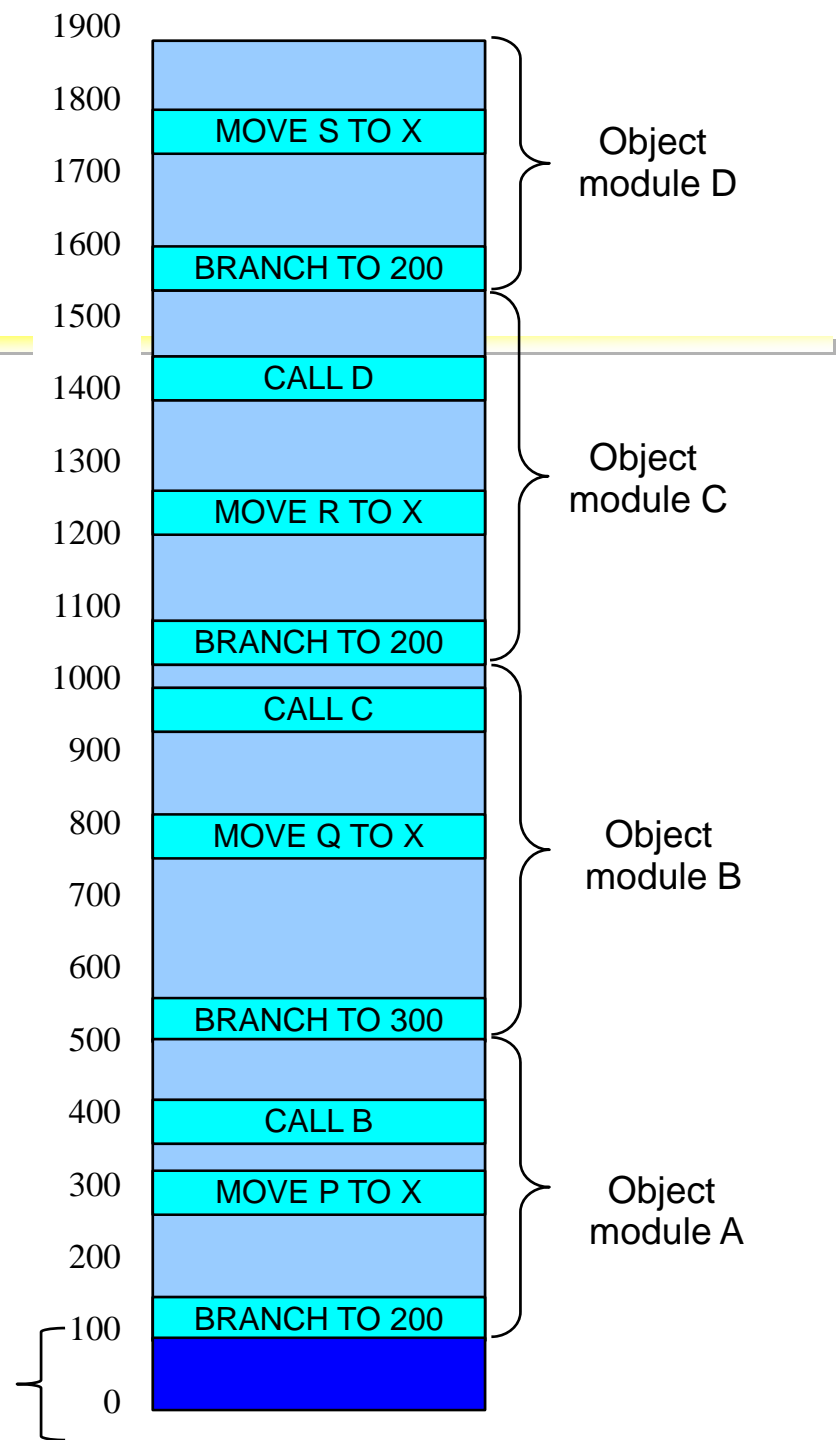 1900
1800
MOVE S TO X
Object
module D
1700
1600
BRANCH TO 200
1500
CALL D
1400
1300
Object
module C
MOVE R TO X
1200
1100
BRANCH TO 200
1000
CALL C
900
800
MOVE Q TO X
Object
module B
700
600
BRANCH TO 300
500
400
CALL B
300
MOVE P TO X
Object
module A
200
100
BRANCH TO 200
0